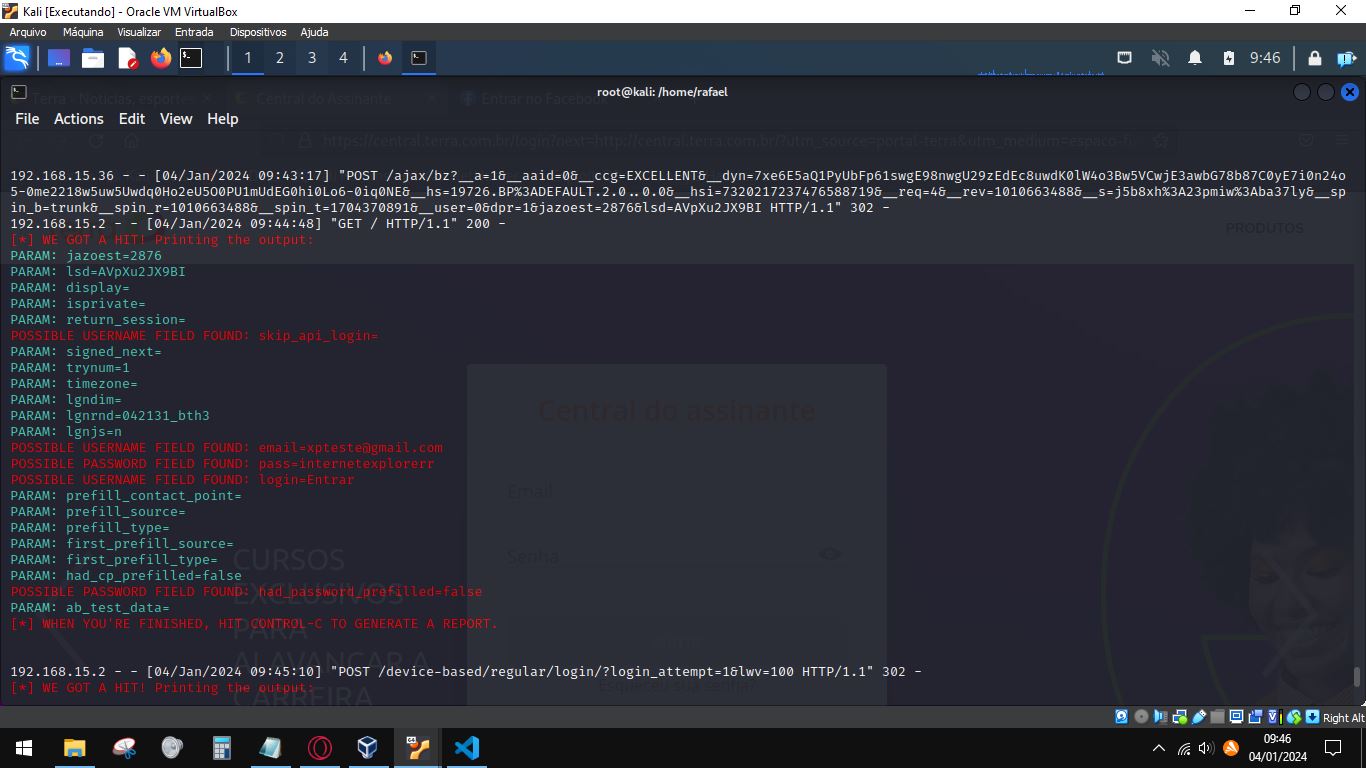 Kali [Executando] - Oracle VM VirtualBox
Arquivo Máquina Visualizar Entrada Dispositivos Ajuda
1 2 3 4 9:46
root@kali: /home/rafael
Terra - Notícias, esportes
Central do Assinante
Entrar no Facebook
File Actions Edit View Help
https://central.terra.com.br/login?next=http://central.terra.com.br/?utm_source=portal-terra&utm_medium=espaco-fi
192.168.15.36 - - [04/Jan/2024 09:43:17] "POST /ajax/bz?__a=1&__aaid=0&__ccg=EXCELLENT&__dyn=7xe6E5aQ1PyUbFp61swgE98nwgU29zEdEc8uwdK0lW4o3Bw5VCwjE3awbG78b87C0yE7i0n24o
5-0me2218w5uw5Uwdq0Ho2eU5O0PU1mUdEG0hi0Lo6-0iq0NE&__hs=19726.BP%3ADEFAULT.2.0..0.0&__hsi=7320217237476588719&__req=4&__rev=1010663488&__s=j5b8xh%3A23pmiw%3Aba37ly&__sp
in_b=trunk&__spin_r=1010663488&__spin_t=1704370891&__user=0&dpr=1&jazoest=2876&lsd=AVpXu2JX9BI HTTP/1.1" 302 -
192.168.15.2 - - [04/Jan/2024 09:44:48] "GET / HTTP/1.1" 200 -
PRODUTOS
[*] WE GOT A HIT! Printing the output:
PARAM: jazoest=2876
PARAM: lsd=AVpXu2JX9BI
PARAM: display=
PARAM: isprivate=
PARAM: return_session=
POSSIBLE USERNAME FIELD FOUND: skip_api_login=
PARAM: signed_next=
PARAM: trynum=1
PARAM: timezone=
PARAM: lgndim=
PARAM: lgnrnd=042131_bth3
PARAM: lgnjs=n
POSSIBLE USERNAME FIELD FOUND: email=xpteste@gmail.com
POSSIBLE PASSWORD FIELD FOUND: pass=internetexplorerr
POSSIBLE USERNAME FIELD FOUND: login=Entrar
PARAM: prefill_contact_point=
PARAM: prefill_source=
PARAM: prefill_type=
PARAM: first_prefill_source=
PARAM: first_prefill_type=
PARAM: had_cp_prefilled=false
POSSIBLE PASSWORD FIELD FOUND: had_password_prefilled=false
PARAM: ab_test_data=
[*] WHEN YOU'RE FINISHED, HIT CONTROL-C TO GENERATE A REPORT.
192.168.15.2 - - [04/Jan/2024 09:45:10] "POST /device-based/regular/login/?login_attempt=1&lwv=100 HTTP/1.1" 302 -
[*] WE GOT A HIT! Printing the output:
Central do assinante
Email
Senha
Esqueceu sua senha?
CURSOS
EXCLUSIVOS
PARA
ALAVANCAR A
CARREIRA
Right Alt
09:46
04/01/2024